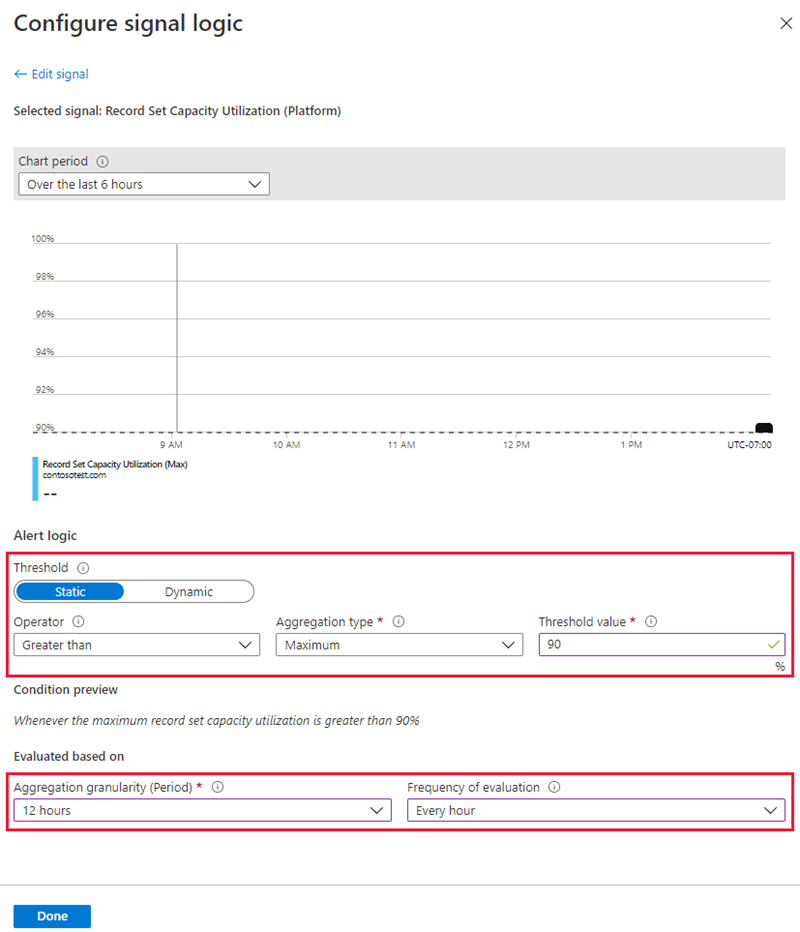 Configure signal logic
← Edit signal
Selected signal: Record Set Capacity Utilization (Platform)
Chart period
Over the last 6 hours
100%
98%
96%
94%
92%
90%
9 AM 10 AM 11 AM 12 PM 1 PM UTC-07:00
Record Set Capacity Utilization (Max)
contosotest.com
--
Alert logic
Threshold
Static Dynamic
Operator Aggregation type * Threshold value *
Greater than Maximum 90
%
Condition preview
Whenever the maximum record set capacity utilization is greater than 90%
Evaluated based on
Aggregation granularity (Period) * Frequency of evaluation
12 hours Every hour
Done